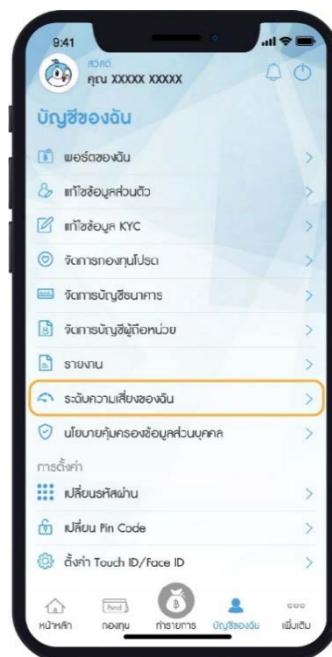 9:41
สวัสดี
คุณ XXXXX XXXXX
บัญชีของฉัน
พอร์ตของฉัน
แก้ไขข้อมูลส่วนตัว
แก้ไขข้อมูล KYC
จัดการกองทุนโปรด
จัดการบัญชีธนาคาร
จัดการบัญชีผู้ถือหน่วย
รายงาน
ระดับความเสี่ยงของฉัน
นโยบายคุ้มครองข้อมูลส่วนบุคคล
การตั้งค่า
เปลี่ยนรหัสผ่าน
เปลี่ยน Pin Code
ตั้งค่า Touch ID/Face ID
หน้าหลัก กองทุน ทำรายการ บัญชีของฉัน เพิ่มเติม